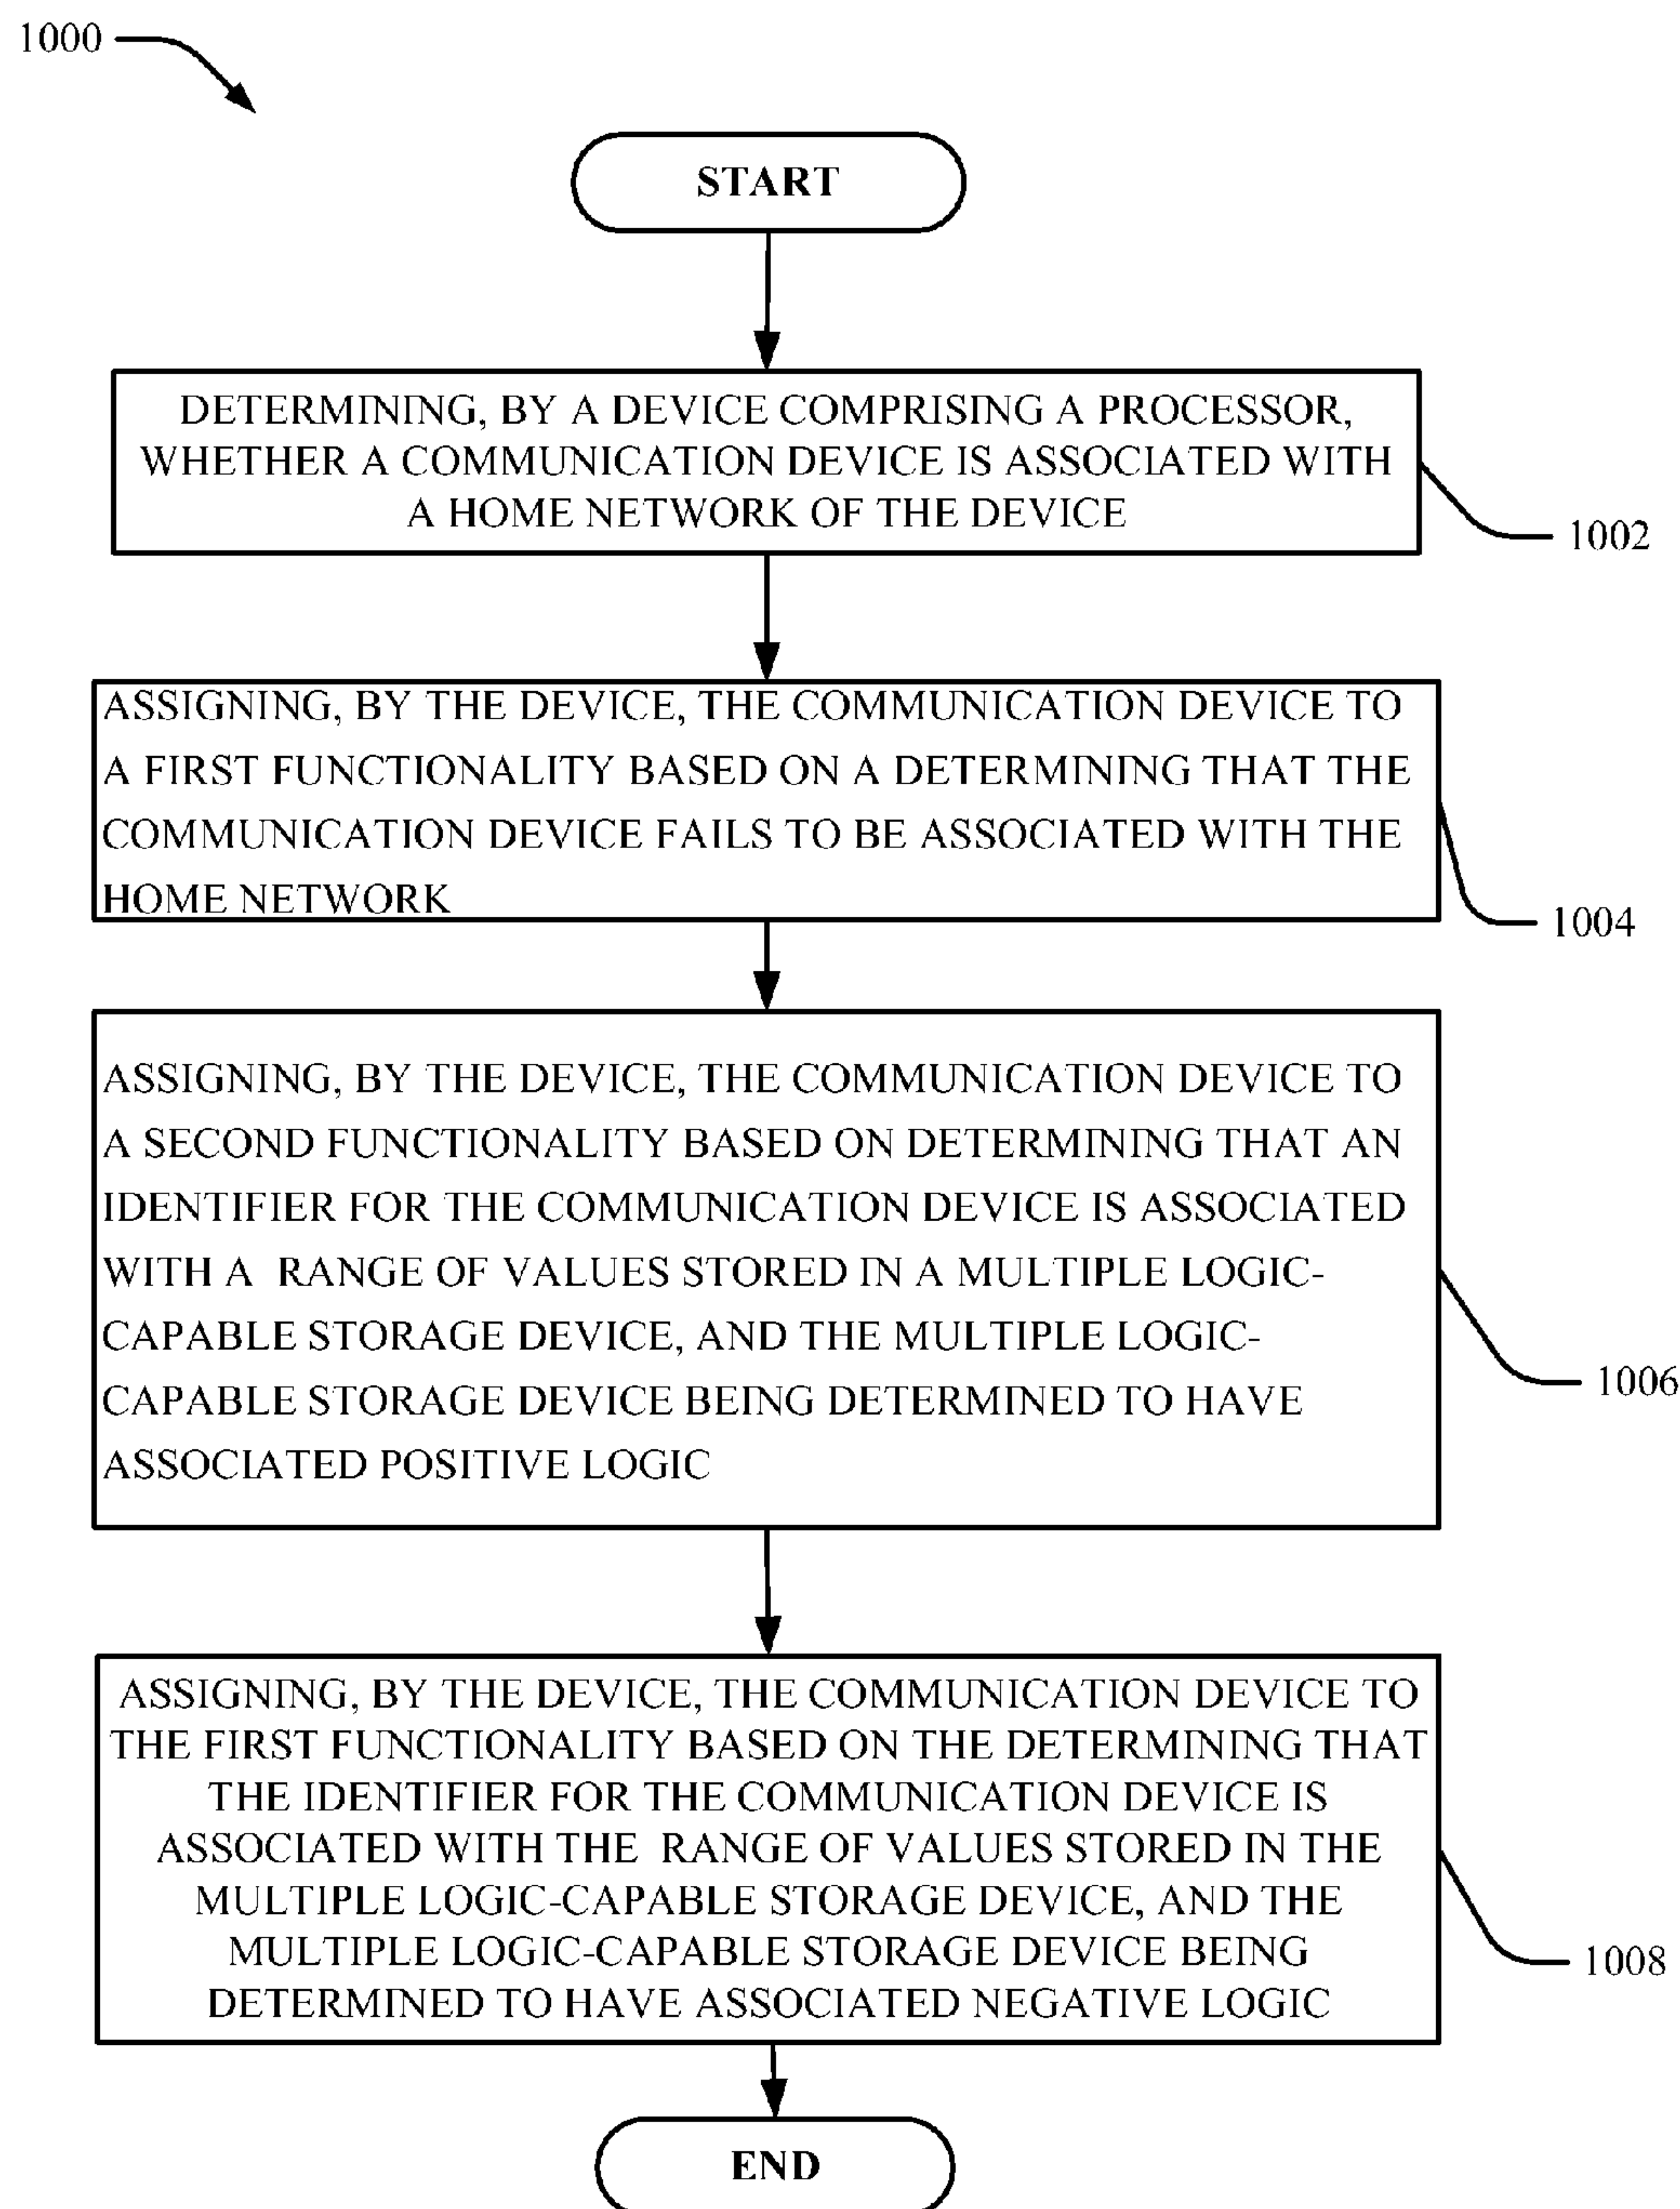 1000
START
DETERMINING, BY A DEVICE COMPRISING A PROCESSOR,
WHETHER A COMMUNICATION DEVICE IS ASSOCIATED WITH
A HOME NETWORK OF THE DEVICE
1002
ASSIGNING, BY THE DEVICE, THE COMMUNICATION DEVICE TO
A FIRST FUNCTIONALITY BASED ON A DETERMINING THAT THE
COMMUNICATION DEVICE FAILS TO BE ASSOCIATED WITH THE
HOME NETWORK
1004
ASSIGNING, BY THE DEVICE, THE COMMUNICATION DEVICE TO
A SECOND FUNCTIONALITY BASED ON DETERMINING THAT AN
IDENTIFIER FOR THE COMMUNICATION DEVICE IS ASSOCIATED
WITH A RANGE OF VALUES STORED IN A MULTIPLE LOGIC-
CAPABLE STORAGE DEVICE, AND THE MULTIPLE LOGIC-
CAPABLE STORAGE DEVICE BEING DETERMINED TO HAVE
ASSOCIATED POSITIVE LOGIC
1006
ASSIGNING, BY THE DEVICE, THE COMMUNICATION DEVICE TO
THE FIRST FUNCTIONALITY BASED ON THE DETERMINING THAT
THE IDENTIFIER FOR THE COMMUNICATION DEVICE IS
ASSOCIATED WITH THE RANGE OF VALUES STORED IN THE
MULTIPLE LOGIC-CAPABLE STORAGE DEVICE, AND THE
MULTIPLE LOGIC-CAPABLE STORAGE DEVICE BEING
DETERMINED TO HAVE ASSOCIATED NEGATIVE LOGIC
1008
END